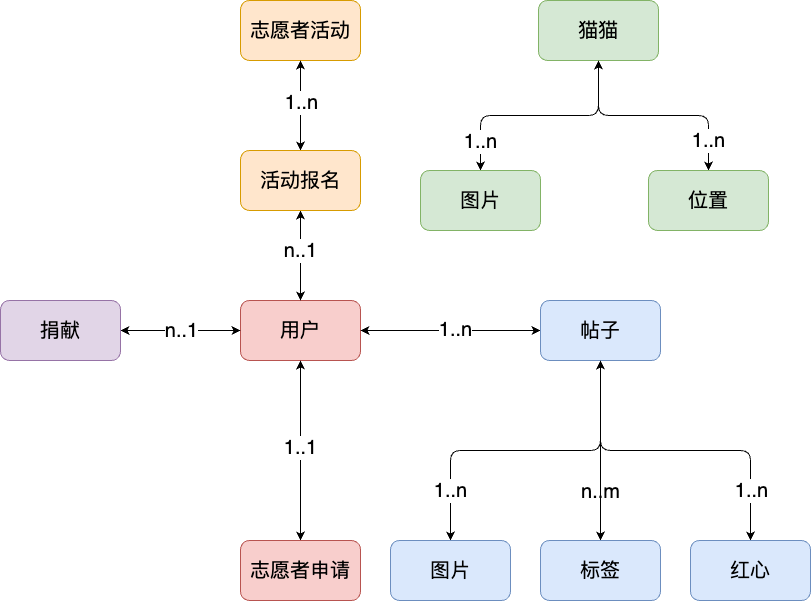 志愿者活动
猫猫
1..n
1..n
1..n
活动报名
图片
位置
n..1
捐献
n..1
用户
1..n
帖子
1..1
1..n
n..m
1..n
志愿者申请
图片
标签
红心